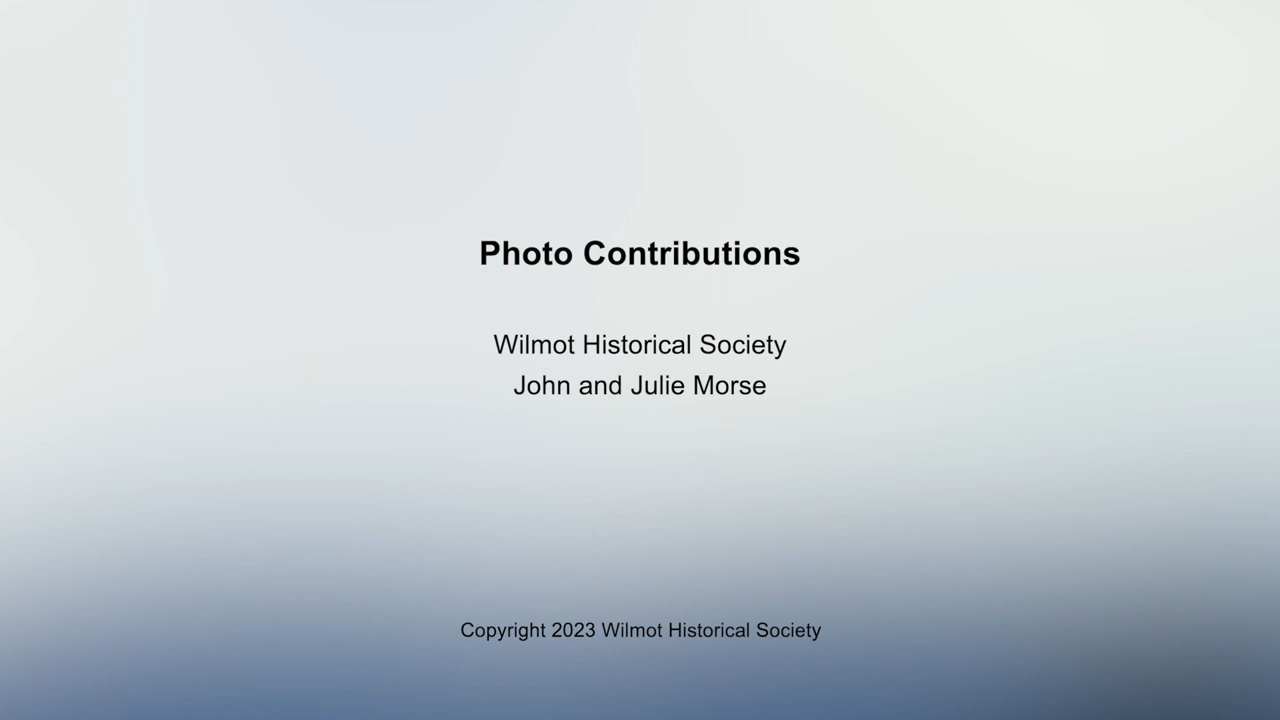 Photo Contributions
Wilmot Historical Society
John and Julie Morse
Copyright 2023 Wilmot Historical Society